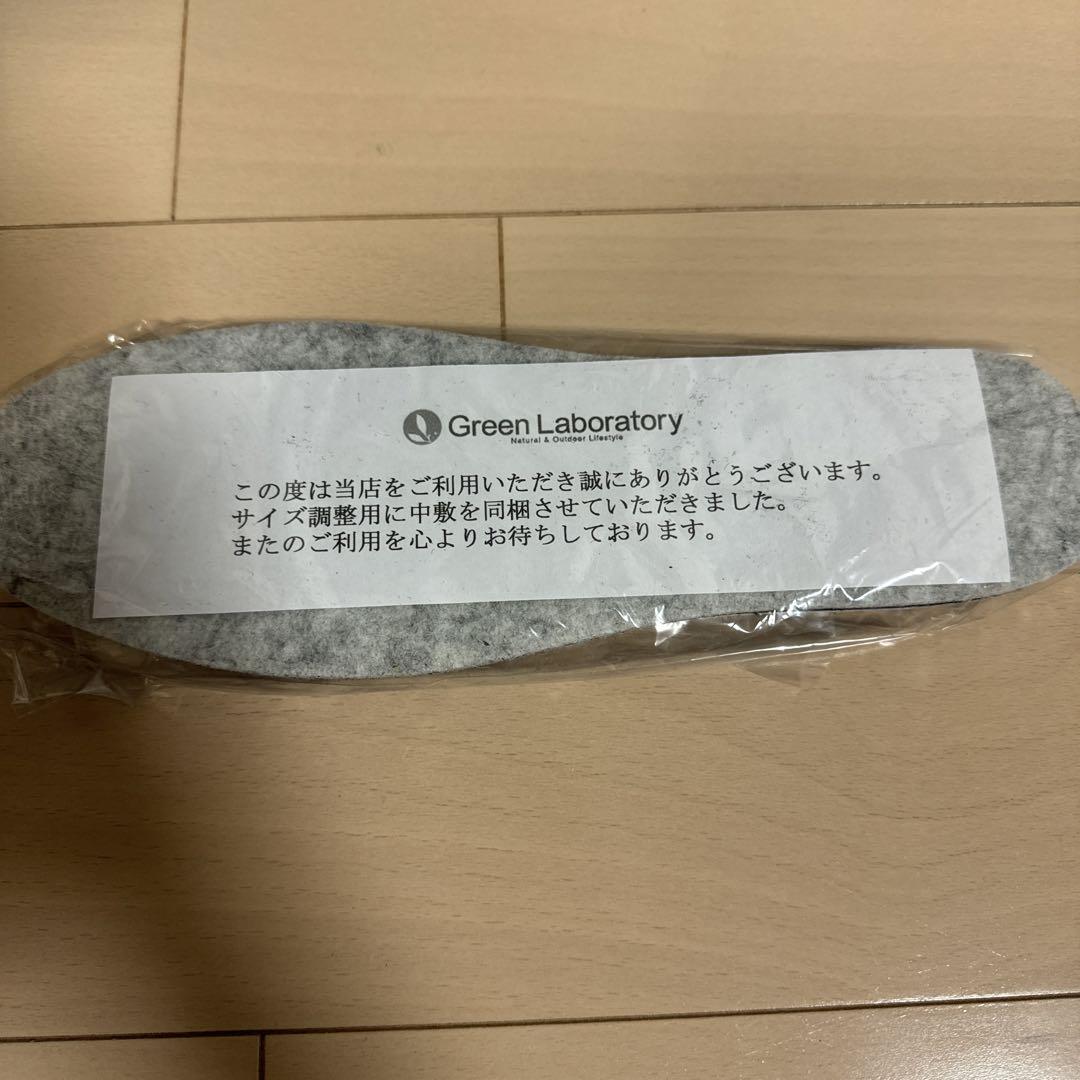 Green Laboratory
Natural & Outdoor Lifestyle
この度は当店をご利用いただき誠にありがとうございます。
サイズ調整用に中敷を同梱させていただきました。
またのご利用を心よりお待ちしております。